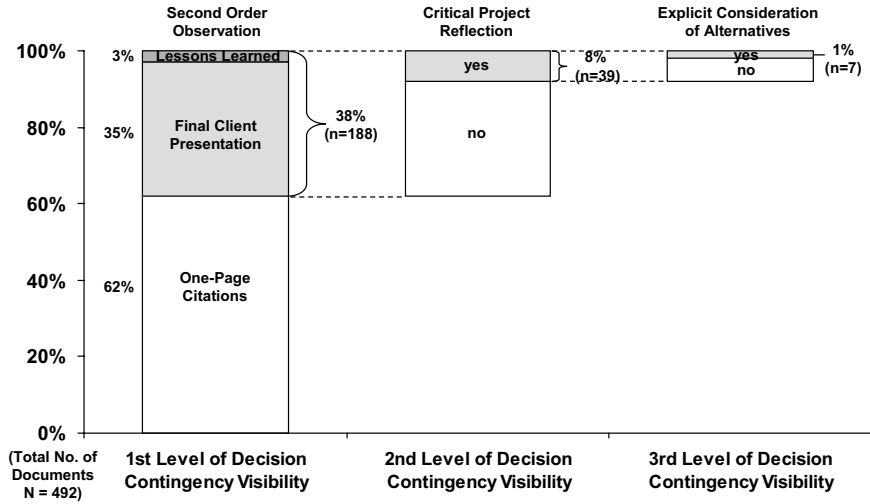 Second Order
Observation
Critical Project
Reflection
Explicit Consideration
of Alternatives
100%
80%
60%
40%
20%
0%
3%
35%
62%
Lessons Learned
Final Client
Presentation
One-Page
Citations
38%
(n=188)
yes
no
8%
(n=39)
yes
no
1%
(n=7)
(Total No. of
Documents
N = 492)
1st Level of Decision
Contingency Visibility
2nd Level of Decision
Contingency Visibility
3rd Level of Decision
Contingency Visibility